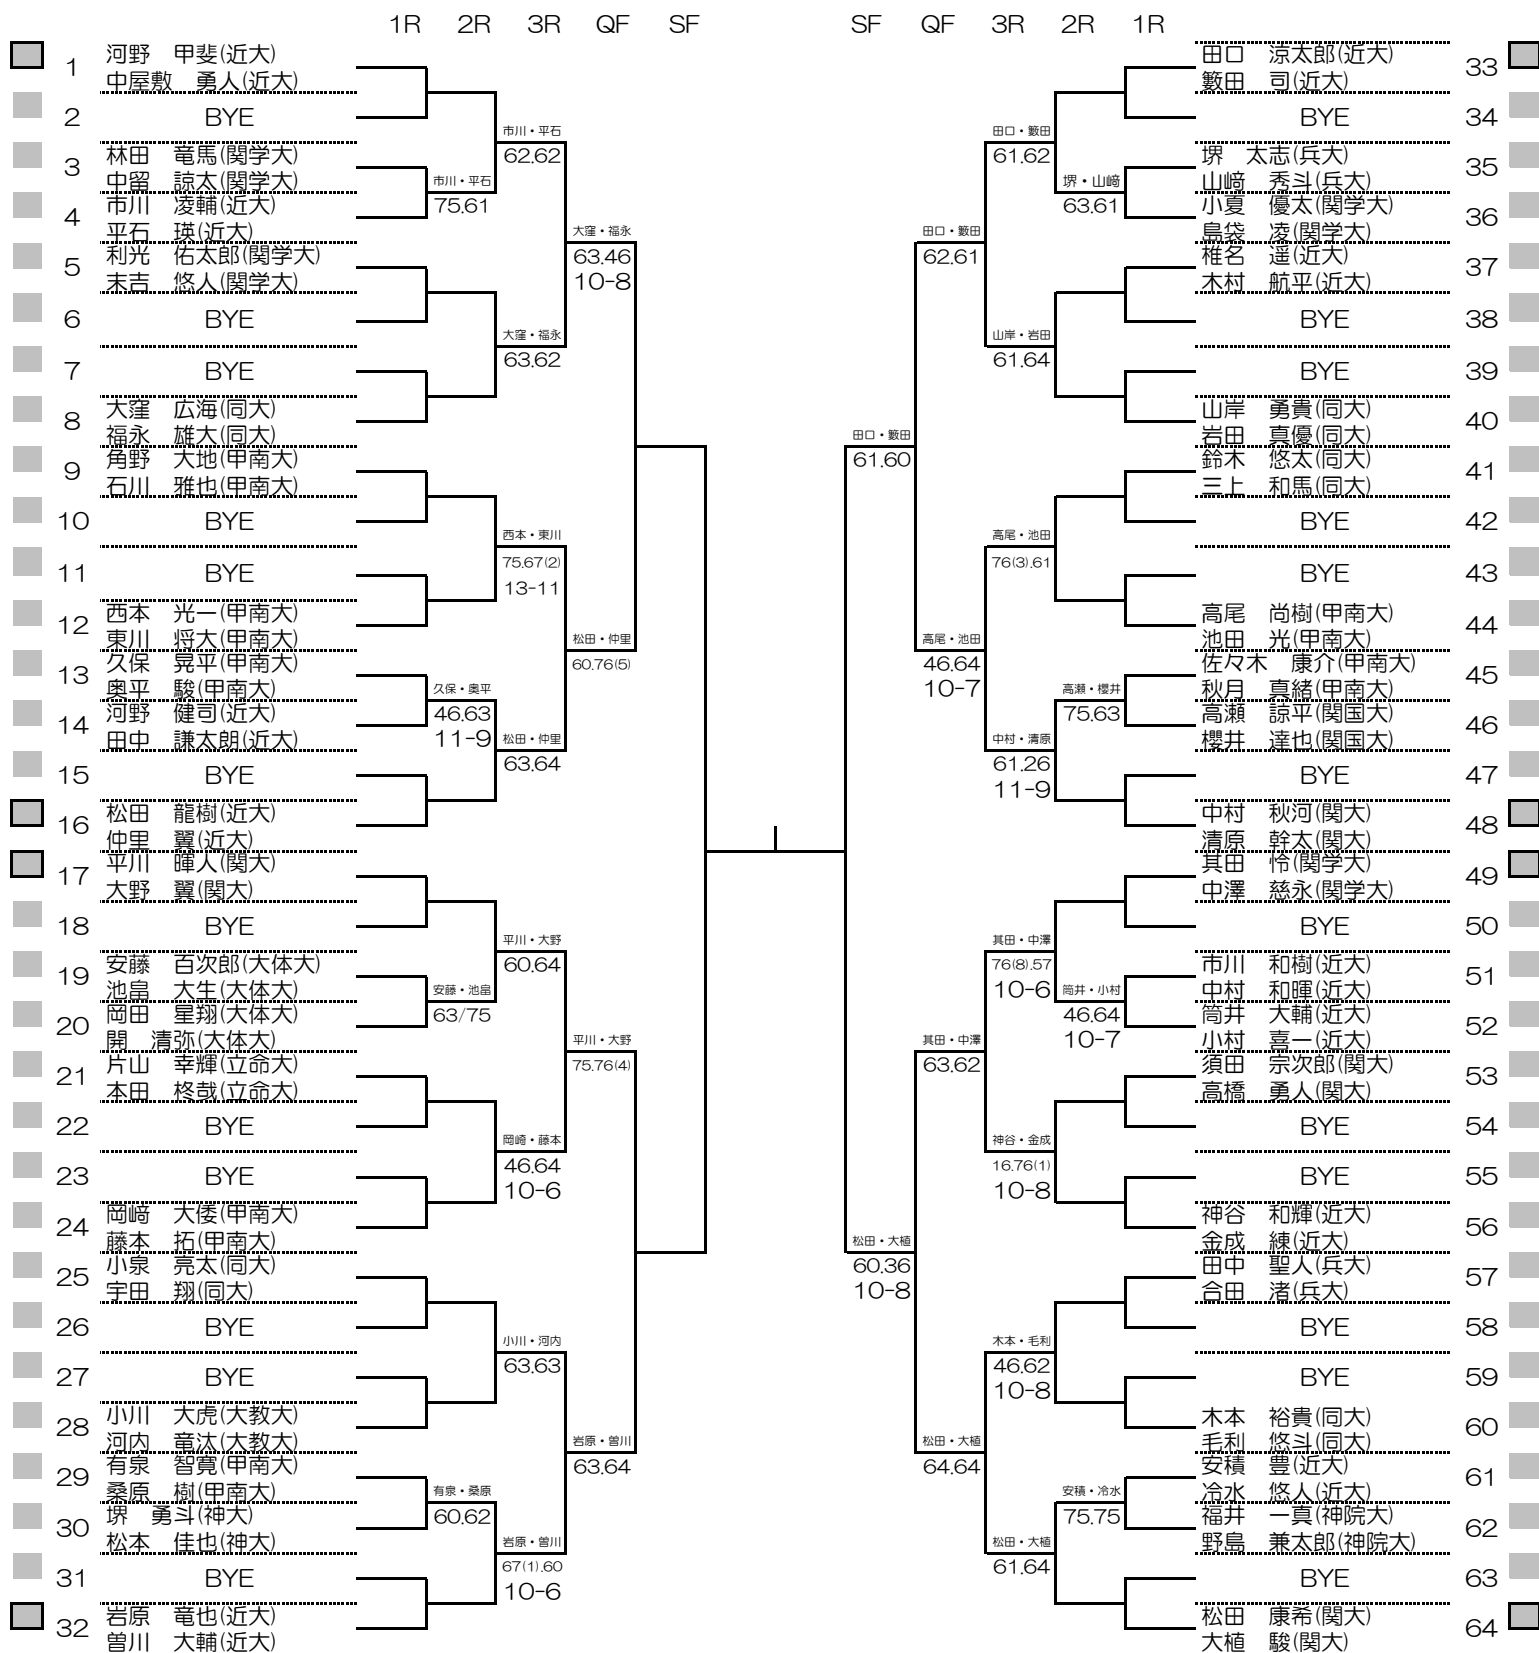 1R 2R 3R QF SF
SF QF 3R 2R 1R
1
河野 甲斐(近大)
中屋敷 勇人(近大)
2 BYE
3
林田 竜馬(関学大)
中留 諒太(関学大)
4
市川 凌輔(近大)
平石 瑛(近大)
5
利光 佑太郎(関学大)
末吉 悠人(関学大)
6 BYE
7 BYE
8
大窪 広海(同大)
福永 雄大(同大)
9
角野 大地(甲南大)
石川 雅也(甲南大)
10 BYE
11 BYE
12
西本 光一(甲南大)
東川 将大(甲南大)
13
久保 晃平(甲南大)
奥平 駿(甲南大)
14
河野 健司(近大)
田中 謙太朗(近大)
15 BYE
16
松田 龍樹(近大)
仲里 翼(近大)
17
平川 暉人(関大)
大野 翼(関大)
18 BYE
19
安藤 百次郎(大体大)
池畠 大生(大体大)
20
岡田 星翔(大体大)
開 清弥(大体大)
21
片山 幸輝(立命大)
本田 柊哉(立命大)
22 BYE
23 BYE
24
岡﨑 大倭(甲南大)
藤本 拓(甲南大)
25
小泉 亮太(同大)
宇田 翔(同大)
26 BYE
27 BYE
28
小川 大虎(大教大)
河内 竜汰(大教大)
29
有泉 智寛(甲南大)
桑原 樹(甲南大)
30
堺 勇斗(神大)
松本 佳也(神大)
31 BYE
32
岩原 竜也(近大)
曽川 大輔(近大)
市川・平石
75.61
久保・奥平
46.63
11-9
安藤・池畠
63/75
有泉・桑原
60.62
市川・平石
62.62
大窪・福永
63.62
西本・東川
75.67(2)
13-11
松田・仲里
63.64
平川・大野
60.64
岡崎・藤本
46.64
10-6
小川・河内
63.63
岩原・曽川
67(1).60
10-6
大窪・福永
63.46
10-8
松田・仲里
60.76(5)
平川・大野
75.76(4)
岩原・曽川
63.64
田口・籔田
61.60
松田・大植
60.36
10-8
田口・籔田
62.61
高尾・池田
46.64
10-7
其田・中澤
63.62
松田・大植
64.64
田口・籔田
61.62
山岸・岩田
61.64
高尾・池田
76(3).61
中村・清原
61.26
11-9
其田・中澤
76(8).57
10-6
神谷・金成
16.76(1)
10-8
木本・毛利
46.62
10-8
松田・大植
61.64
堺・山﨑
63.61
高瀬・櫻井
75.63
筒井・小村
46.64
10-7
安積・冷水
75.75
田口 涼太郎(近大)
籔田 司(近大)
33
BYE 34
堺 太志(兵大)
山﨑 秀斗(兵大)
35
小夏 優太(関学大)
島袋 凌(関学大)
36
椎名 遥(近大)
木村 航平(近大)
37
BYE 38
BYE 39
山岸 勇貴(同大)
岩田 真優(同大)
40
鈴木 悠太(同大)
三上 和馬(同大)
41
BYE 42
BYE 43
高尾 尚樹(甲南大)
池田 光(甲南大)
44
佐々木 康介(甲南大)
秋月 真緒(甲南大)
45
高瀬 諒平(関国大)
櫻井 達也(関国大)
46
BYE 47
中村 秋河(関大)
清原 幹太(関大)
48
其田 怜(関学大)
中澤 慈永(関学大)
49
BYE 50
市川 和樹(近大)
中村 和暉(近大)
51
筒井 大輔(近大)
小村 喜一(近大)
52
須田 宗次郎(関大)
高橋 勇人(関大)
53
BYE 54
BYE 55
神谷 和輝(近大)
金成 練(近大)
56
田中 聖人(兵大)
合田 渚(兵大)
57
BYE 58
BYE 59
木本 裕貴(同大)
毛利 悠斗(同大)
60
安積 豊(近大)
冷水 悠人(近大)
61
福井 一真(神院大)
野島 兼太郎(神院大)
62
BYE 63
松田 康希(関大)
大植 駿(関大)
64